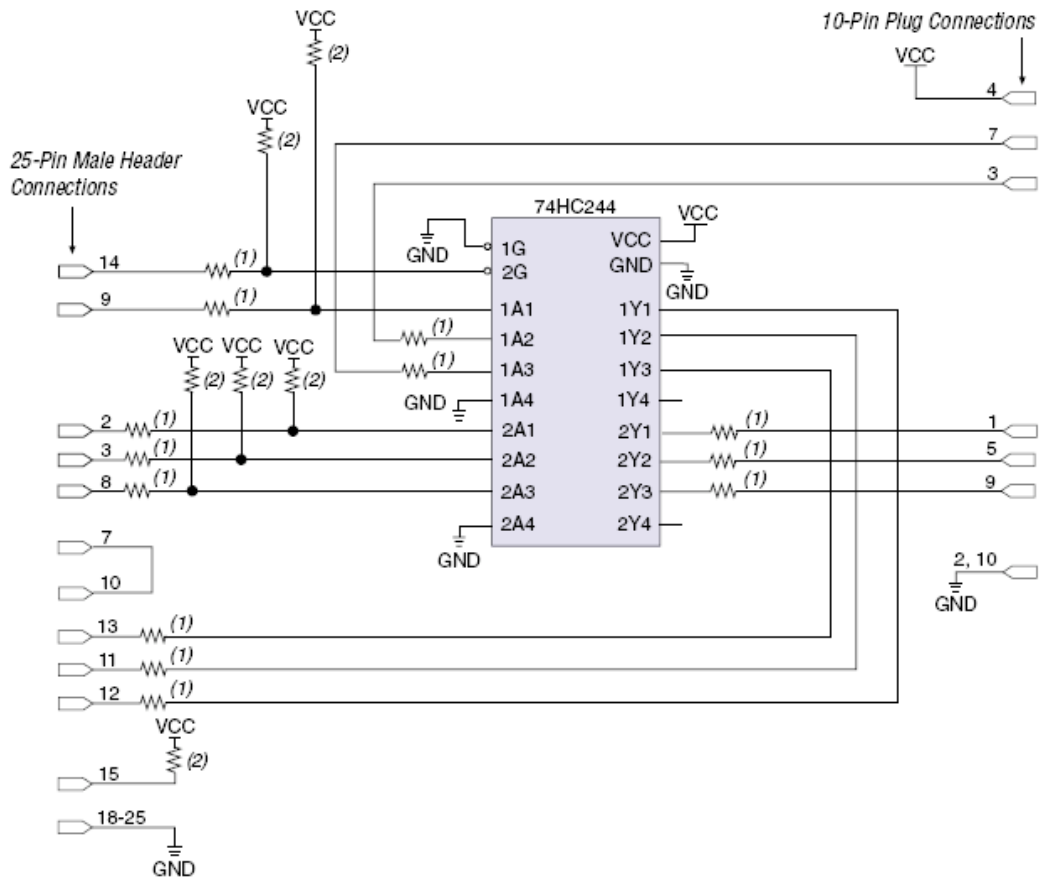 VCC
(2)
VCC
(2)
10-Pin Plug Connections
VCC
4
7
3
25-Pin Male Header
Connections
14
(1)
9
(1)
74HC244
GND
1G
2G
VCC
GND
VCC
GND
1A1
1Y1
(1)
1A2
1Y2
(1)
1A3
1Y3
GND
1A4
1Y4
VCC
VCC
VCC
(2)
(2)
(2)
2
(1)
2A1
2Y1
(1)
1
3
(1)
2A2
2Y2
(1)
5
8
(1)
2A3
2Y3
(1)
9
GND
2A4
2Y4
7
10
2, 10
GND
13
(1)
11
(1)
12
(1)
VCC
(2)
15
18-25
GND